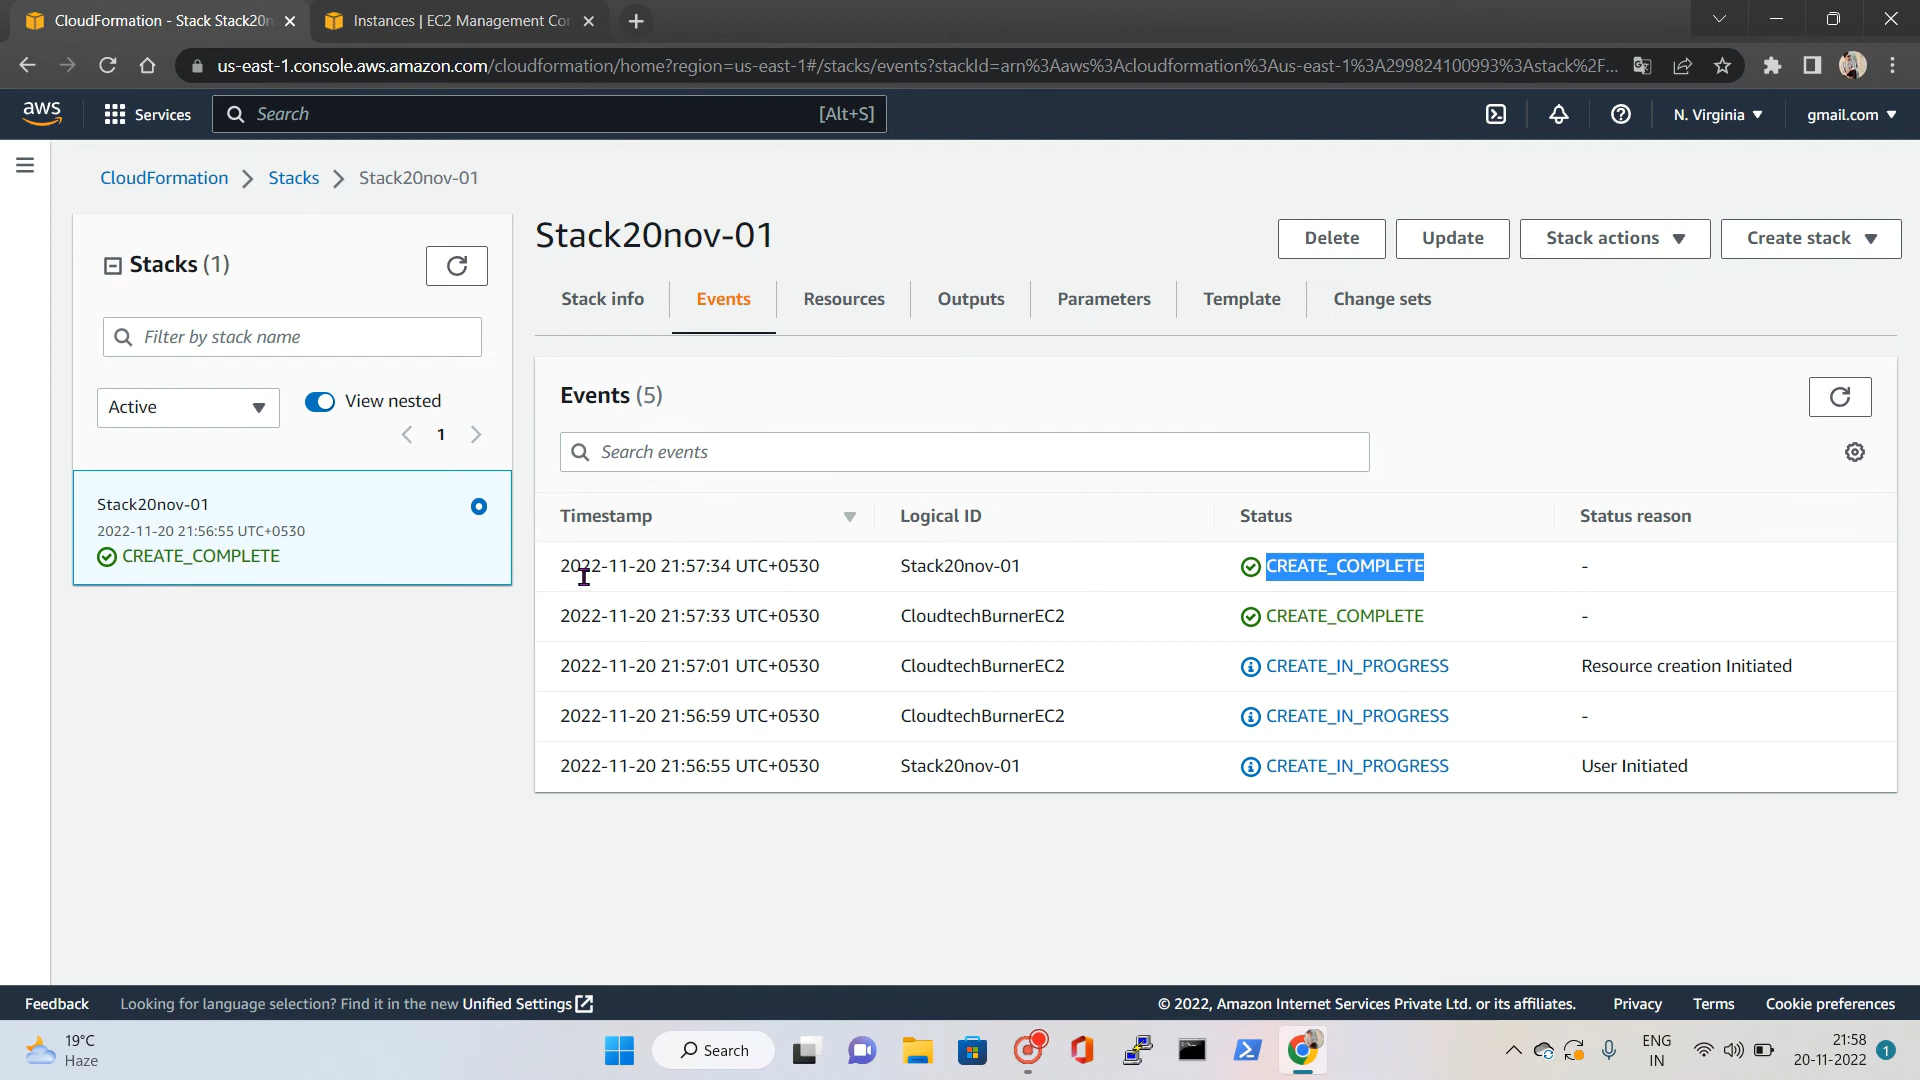 CloudFormation - Stack Stack20n
Instances | EC2 Management Con
us-east-1.console.aws.amazon.com/cloudformation/home?region=us-east-1#/stacks/events?stackId=arn%3Aaws%3Acloudformation%3Aus-east-1%3A299824100993%3Astack%2F...
aws
Services
Search
[Alt+S]
N. Virginia
gmail.com
CloudFormation
Stacks
Stack20nov-01
Stacks (1)
Filter by stack name
Active
View nested
1
Stack20nov-01
2022-11-20 21:56:55 UTC+0530
CREATE_COMPLETE
Stack20nov-01
Delete
Update
Stack actions
Create stack
Stack info
Events
Resources
Outputs
Parameters
Template
Change sets
Events (5)
Search events
Timestamp
Logical ID
Status
Status reason
2022-11-20 21:57:34 UTC+0530 Stack20nov-01 CREATE_COMPLETE -
2022-11-20 21:57:33 UTC+0530 CloudtechBurnerEC2 CREATE_COMPLETE -
2022-11-20 21:57:01 UTC+0530 CloudtechBurnerEC2 CREATE_IN_PROGRESS Resource creation Initiated
2022-11-20 21:56:59 UTC+0530 CloudtechBurnerEC2 CREATE_IN_PROGRESS -
2022-11-20 21:56:55 UTC+0530 Stack20nov-01 CREATE_IN_PROGRESS User Initiated
Feedback
Looking for language selection? Find it in the new Unified Settings
© 2022, Amazon Internet Services Private Ltd. or its affiliates.
Privacy
Terms
Cookie preferences
19°C
Haze
Search
ENG
IN
21:58
20-11-2022
1